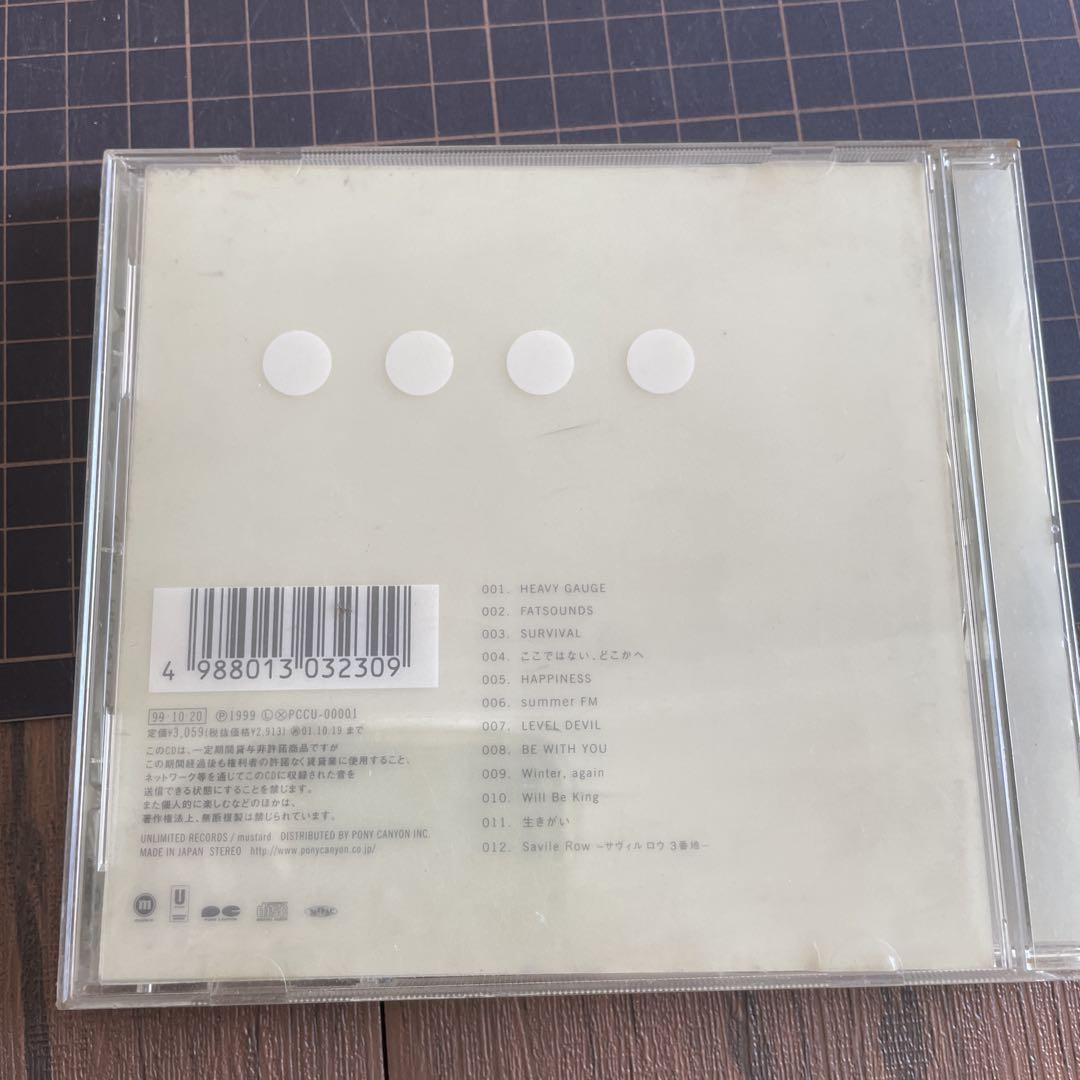 001. HEAVY GAUGE
002. FATSOUNDS
003. SURVIVAL
004. ここではない、どこかへ
005. HAPPINESS
006. summer FM
007. LEVEL DEVIL
008. BE WITH YOU
009. Winter, again
010. Will Be King
011. 生きがい
012. Savile Row –サヴィル ロウ 3番地–
4 988013 032309
99・10・20 Ⓟ1999 ⓁⓍPCCU-00001
定価¥3,059(税抜価格¥2,913) 再01.10.19 まで
このCDは、一定期間貸与非許諾商品ですが
この期間経過後も権利者の許諾なく賃貸業に使用すること、
ネットワーク等を通じてこのCDに収録された音を
送信できる状態にすることを禁じます。
また個人的に楽しむなどのほかは、
著作権法上、無断複製は禁じられています。
UNLIMITED RECORDS / mustard. DISTRIBUTED BY PONY CANYON INC.
MADE IN JAPAN STEREO http://www.ponycanyon.co.jp/
m
U
PC
PONY CANYON